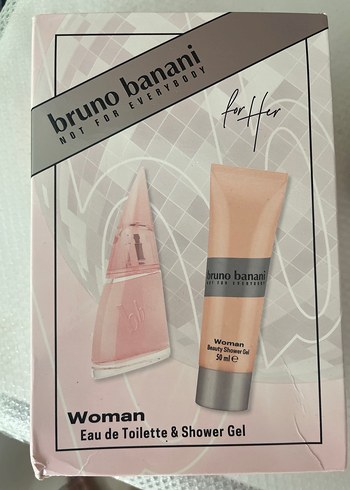 bruno banani
NOT FOR EVERYBODY
for Her
bruno banani
NOT FOR EVERYBODY
Woman
Beauty Shower Gel
50 ml ℮
Woman
Eau de Toilette & Shower Gel